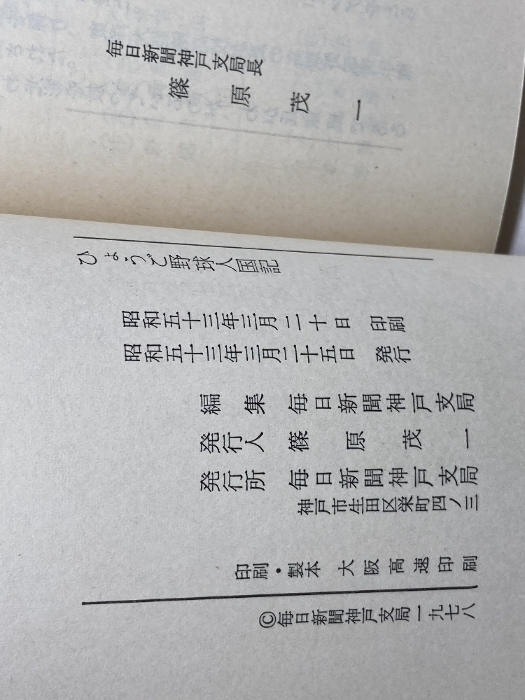 毎日新聞神戸支局長
篠原茂一
ひょうご野球人国記
昭和五十三年三月二十日 印刷
昭和五十三年三月二十五日 発行
編集 毎日新聞神戸支局
発行人 篠原茂一
発行所 毎日新聞神戸支局
神戸市生田区栄町四ノ三
印刷・製本 大阪高速印刷
©毎日新聞神戸支局一九七八